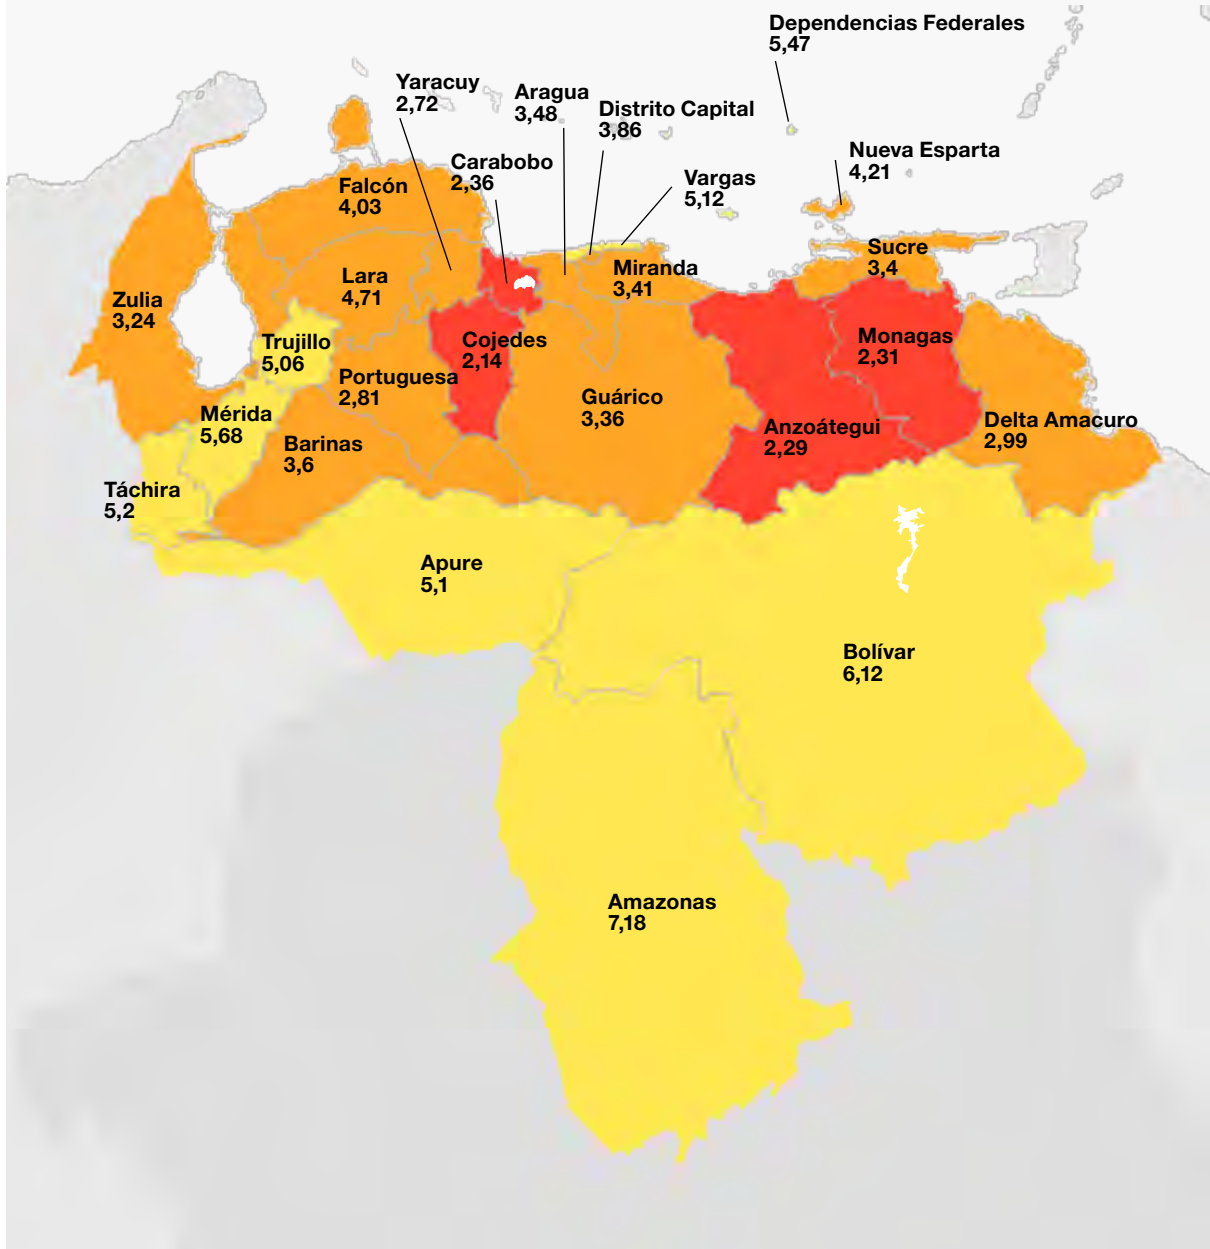 Dependencias Federales
5,47
Yaracuy
2,72
Aragua
3,48
Distrito Capital
3,86
Carabobo
2,36
Nueva Esparta
4,21
Vargas
5,12
Falcón
4,03
Sucre
3,4
Lara
4,71
Miranda
3,41
Zulia
3,24
Trujillo
5,06
Cojedes
2,14
Monagas
2,31
Portuguesa
2,81
Guárico
3,36
Mérida
5,68
Delta Amacuro
2,99
Anzoátegui
2,29
Barinas
3,6
Táchira
5,2
Apure
5,1
Bolívar
6,12
Amazonas
7,18